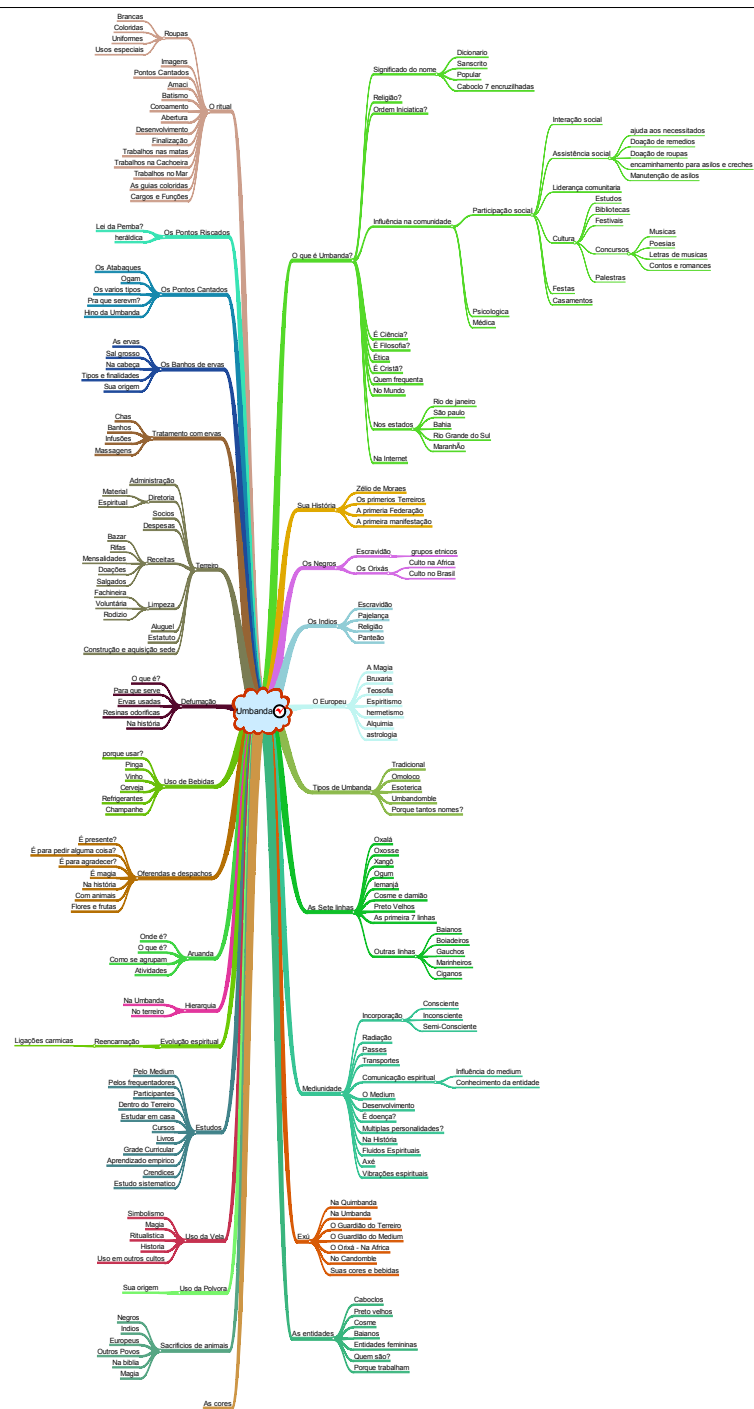 Umbanda
O que é Umbanda?
Significado do nome
Dicionario
Sanscrito
Popular
Caboclo 7 encruzilhadas
Religião?
Ordem Iniciatica?
Influência na comunidade
Participação social
Interação social
Assistência social
ajuda aos necessitados
Doação de remedios
Doação de roupas
encaminhamento para asilos e creches
Manutenção de asilos
Liderança comunitaria
Cultura
Estudos
Bibliotecas
Festivais
Concursos
Musicas
Poesias
Letras de musicas
Contos e romances
Palestras
Festas
Casamentos
Psicologica
Médica
É Ciência?
É Filosofia?
Ética
É Cristã?
Quem frequenta
No Mundo
Nos estados
Rio de janeiro
São paulo
Bahia
Rio Grande do Sul
MaranhÃo
Na Internet
Sua História
Zélio de Moraes
Os primerios Terreiros
A primeria Federação
A primeira manifestação
Os Negros
Escravidão
grupos etnicos
Os Orixás
Culto na Africa
Culto no Brasil
Os Indios
Escravidão
Pajelança
Religião
Panteão
O Europeu
A Magia
Bruxaria
Teosofia
Espiritismo
hermetismo
Alquimia
astrologia
Tipos de Umbanda
Tradicional
Omoloco
Esoterica
Umbandomble
Porque tantos nomes?
As Sete linhas
Oxalá
Oxosse
Xangô
Ogum
Iemanjá
Cosme e damião
Preto Velhos
As primeira 7 linhas
Outras linhas
Baianos
Boiadeiros
Gauchos
Marinheiros
Ciganos
Mediunidade
Incorporação
Consciente
Inconsciente
Semi-Consciente
Radiação
Passes
Transportes
Comunicação espiritual
Influência do medium
Conhecimento da entidade
O Medium
Desenvolvimento
É doença?
Multiplas personalidades?
Na História
Fluidos Espirituais
Axé
Vibrações espirituais
Exú
Na Quimbanda
Na Umbanda
O Guardião do Terreiro
O Guardião do Medium
O Orixá - Na Africa
No Candomble
Suas cores e bebidas
As entidades
Caboclos
Preto velhos
Cosme
Baianos
Entidades femininas
Quem são?
Porque trabalham
O ritual
Roupas
Brancas
Coloridas
Uniformes
Usos especiais
Imagens
Pontos Cantados
Amaci
Batismo
Coroamento
Abertura
Desenvolvimento
Finalização
Trabalhos nas matas
Trabalhos na Cachoeira
Trabalhos no Mar
As guias coloridas
Cargos e Funções
Os Pontos Riscados
Lei da Pemba?
heráldica
Os Pontos Cantados
Os Atabaques
Ogam
Os varios tipos
Pra que serevm?
Hino da Umbanda
Os Banhos de ervas
As ervas
Sal grosso
Na cabeça
Tipos e finalidades
Sua origem
Tratamento com ervas
Chas
Banhos
Infusões
Massagens
Terreiro
Administração
Diretoria
Material
Espiritual
Socios
Despesas
Receitas
Bazar
Rifas
Mensalidades
Doações
Salgados
Limpeza
Fachineira
Voluntária
Rodizio
Aluguel
Estatuto
Construção e aquisição sede
Defumação
O que é?
Para que serve
Ervas usadas
Resinas odorificas
Na história
Uso de Bebidas
porque usar?
Pinga
Vinho
Cerveja
Refrigerantes
Champanhe
Oferendas e despachos
É presente?
É para pedir alguma coisa?
É para agradecer?
É magia
Na história
Com animais
Flores e frutas
Aruanda
Onde é?
O que é?
Como se agrupam
Atividades
Hierarquia
Na Umbanda
No terreiro
Evolução espiritual
Reencarnação
Ligações carmicas
Estudos
Pelo Medium
Pelos frequentadores
Participantes
Dentro do Terreiro
Estudar em casa
Cursos
Livros
Grade Curricular
Aprendizado empirico
Crendices
Estudo sistematico
Uso da Vela
Simbolismo
Magia
Ritualistica
Historia
Uso em outros cultos
Uso da Polvora
Sua origem
Sacrificios de animais
Negros
Indios
Europeus
Outros Povos
Na biblia
Magia
As cores